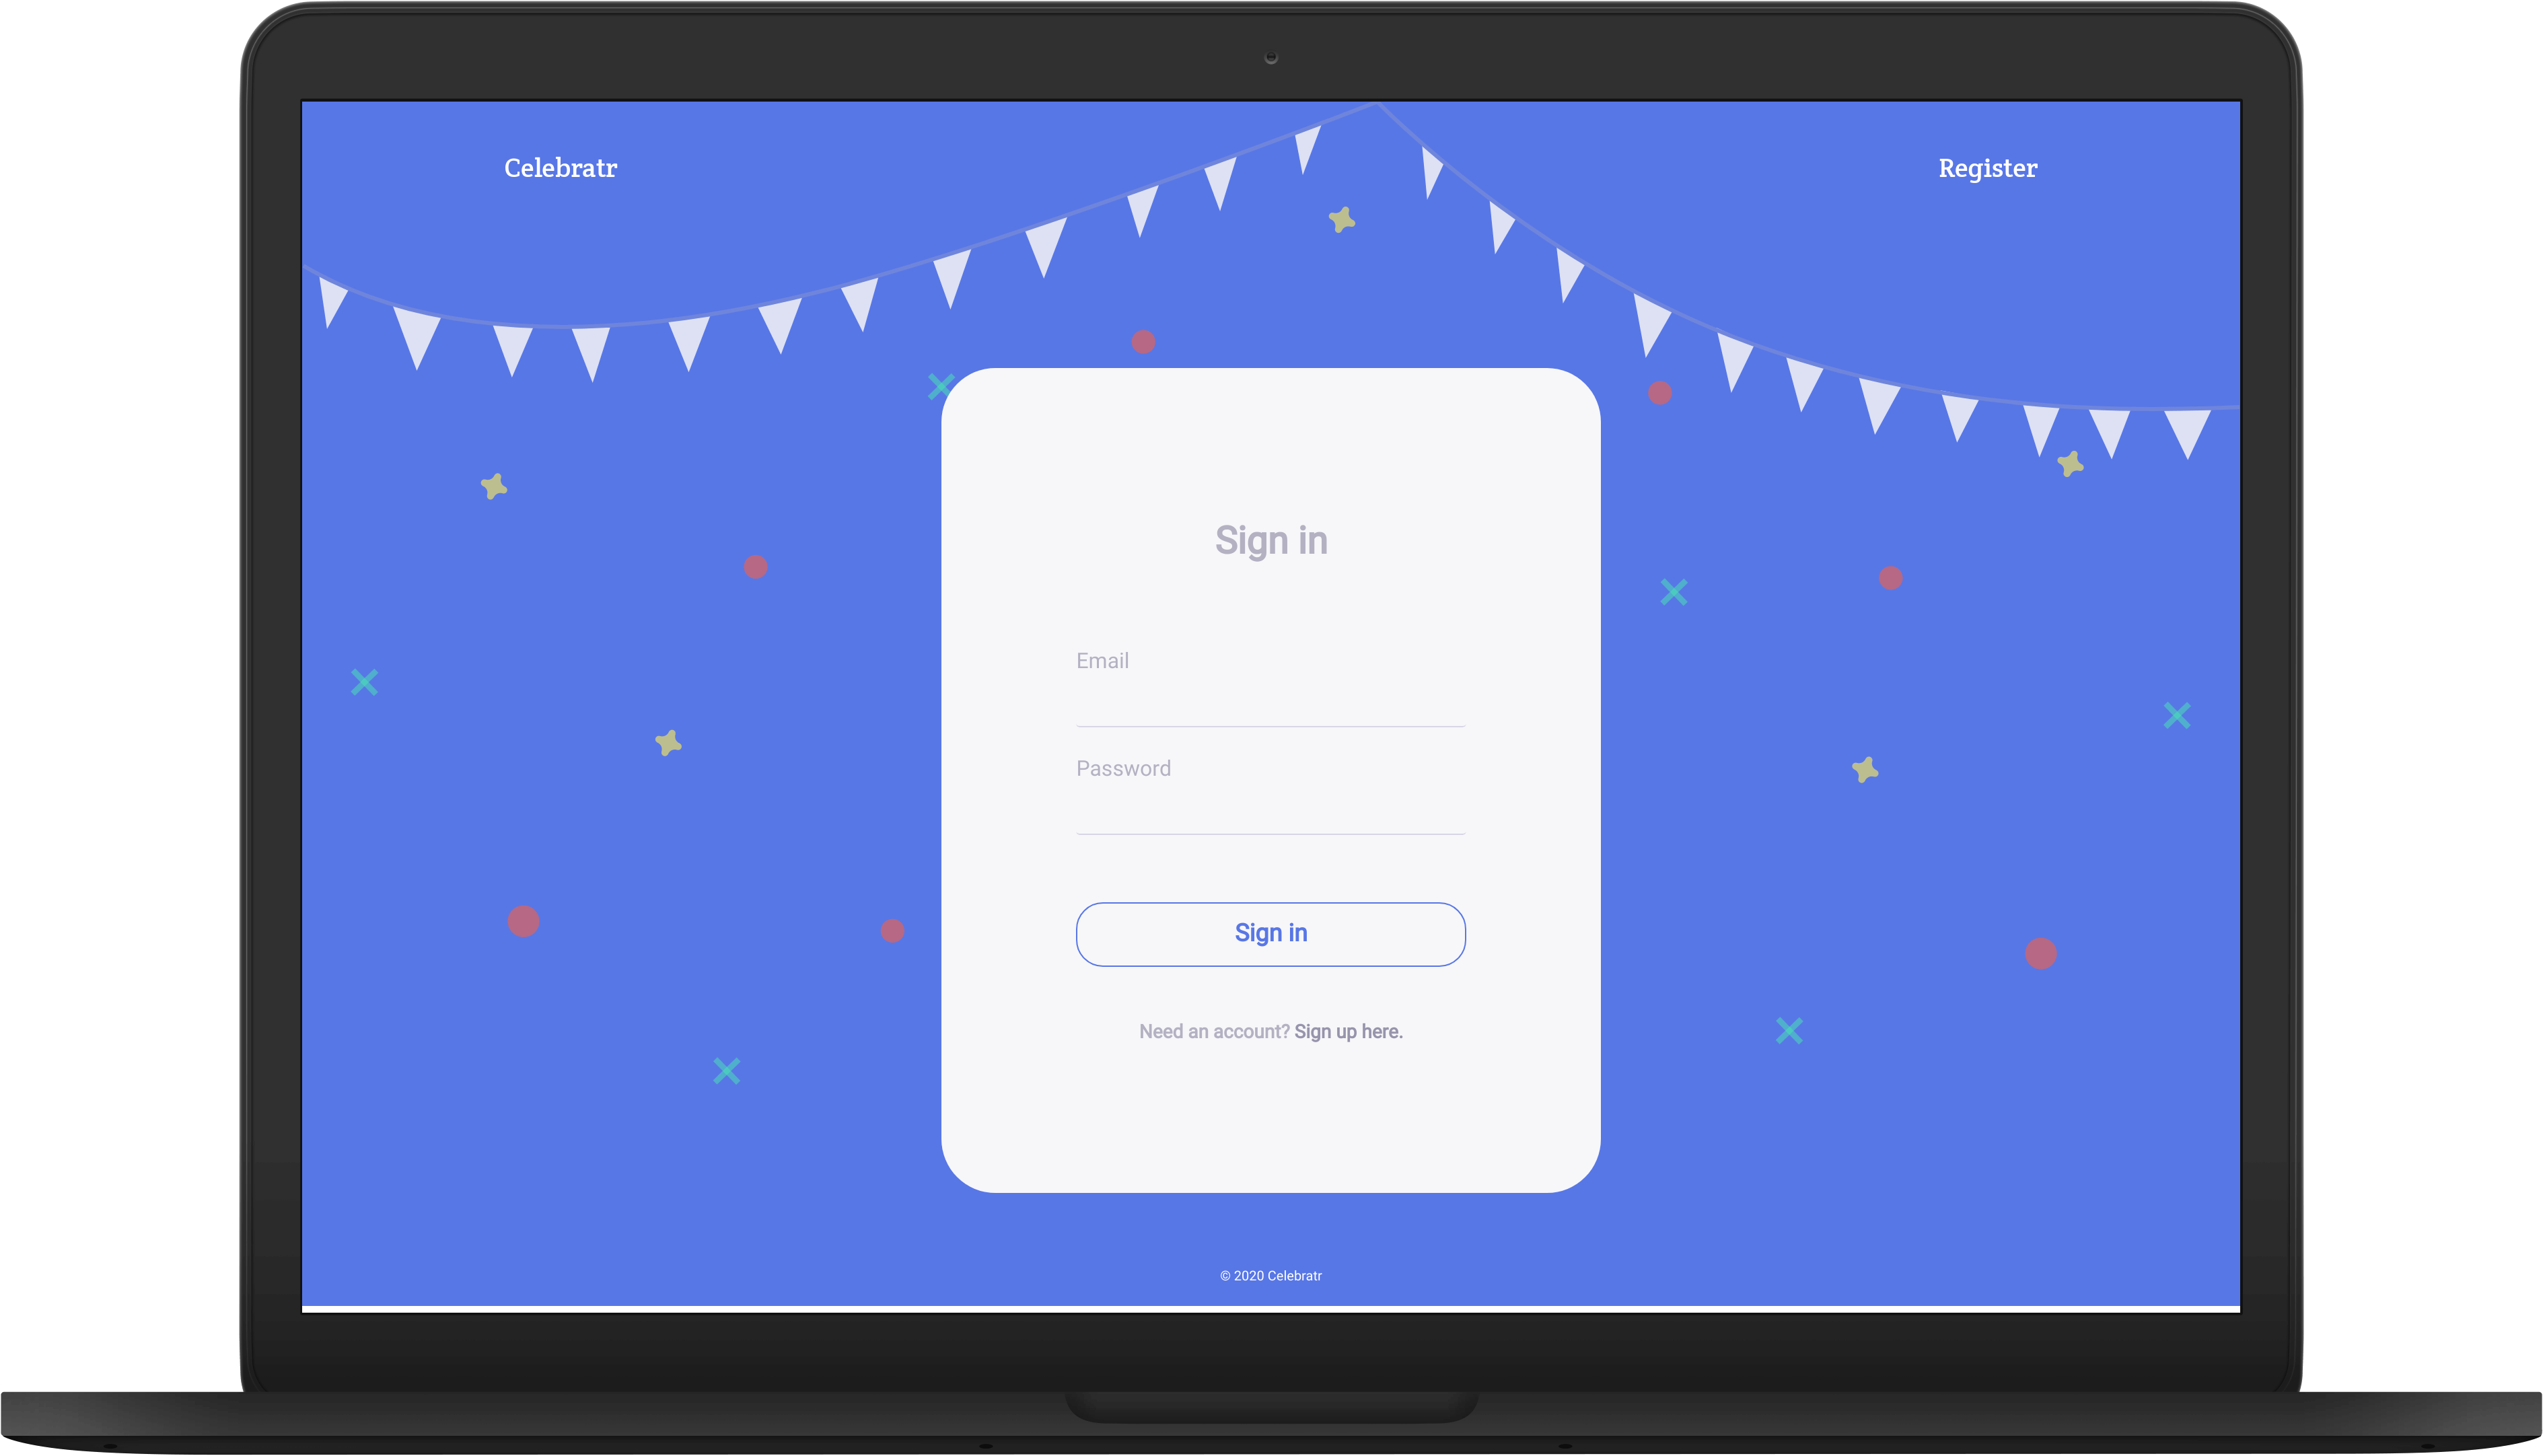 Celebratr
Register
Sign in
Email
Password
Sign in
Need an account? Sign up here.
© 2020 Celebratr